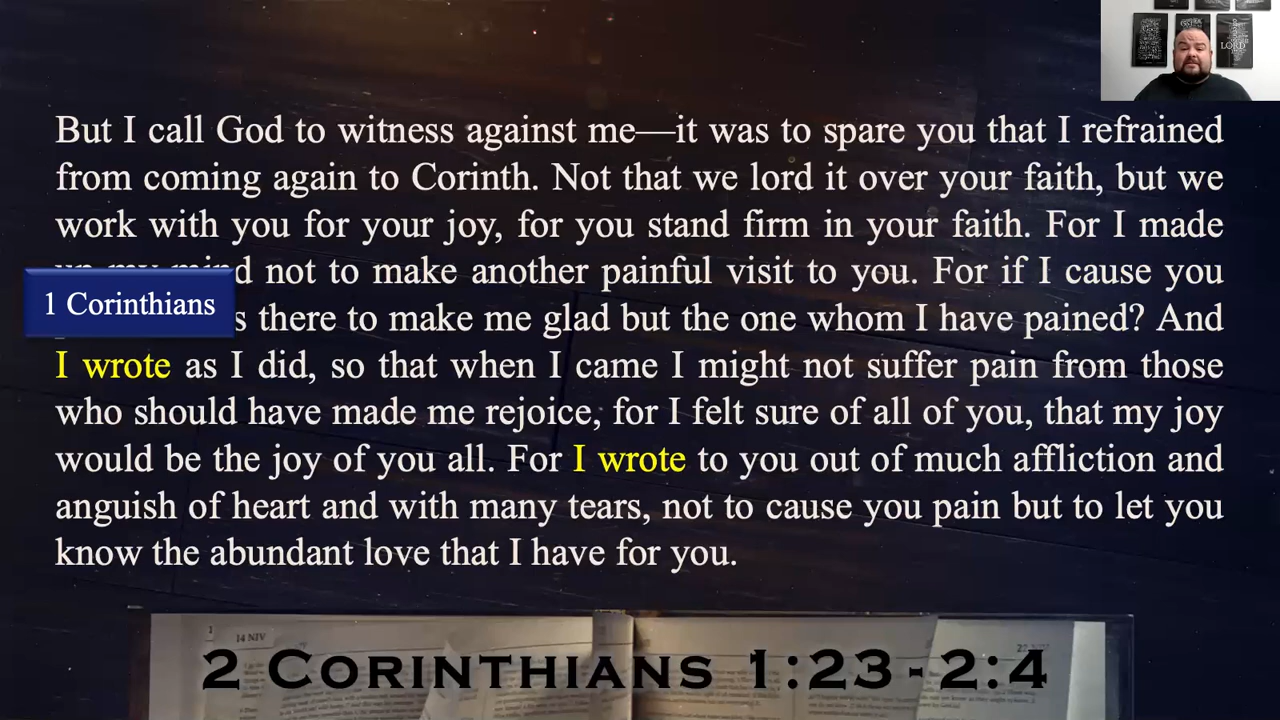 LORD
But I call God to witness against me—it was to spare you that I refrained
from coming again to Corinth. Not that we lord it over your faith, but we
work with you for your joy, for you stand firm in your faith. For I made
up my mind not to make another painful visit to you. For if I cause you
1 Corinthians
s there to make me glad but the one whom I have pained? And
I wrote as I did, so that when I came I might not suffer pain from those
who should have made me rejoice, for I felt sure of all of you, that my joy
would be the joy of you all. For I wrote to you out of much affliction and
anguish of heart and with many tears, not to cause you pain but to let you
know the abundant love that I have for you.
14 NIV
2 Corinthians 1:23-2:4